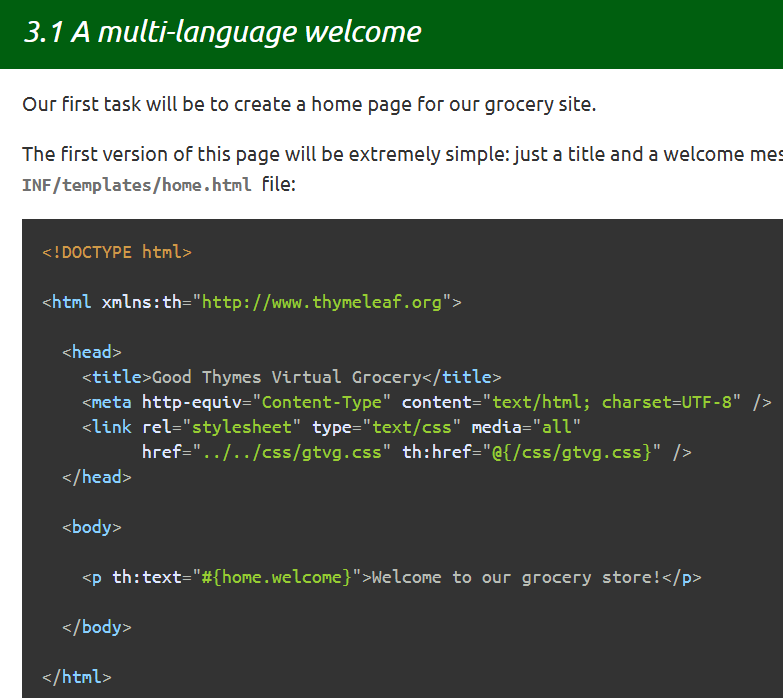 3.1 A multi-language welcome
Our first task will be to create a home page for our grocery site.
The first version of this page will be extremely simple: just a title and a welcome mes
INF/templates/home.html file:
<!DOCTYPE html>
<html xmlns:th="http://www.thymeleaf.org">
<head>
<title>Good Thymes Virtual Grocery</title>
<meta http-equiv="Content-Type" content="text/html; charset=UTF-8" />
<link rel="stylesheet" type="text/css" media="all"
href="../../css/gtvg.css" th:href="@{/css/gtvg.css}" />
</head>
<body>
<p th:text="#{home.welcome}">Welcome to our grocery store!</p>
</body>
</html>